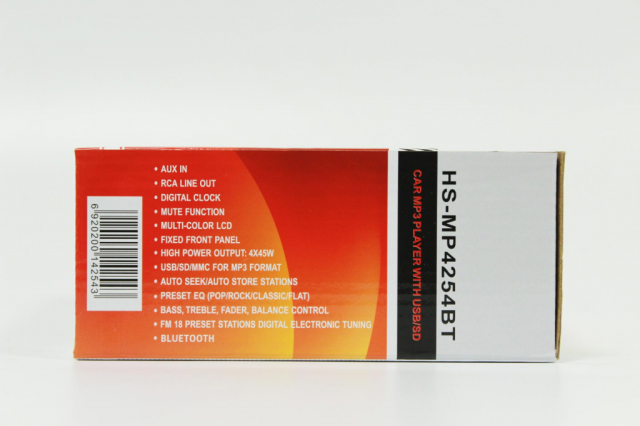 • AUX IN
• RCA LINE OUT
• DIGITAL CLOCK
• MUTE FUNCTION
• MULTI-COLOR LCD
• FIXED FRONT PANEL
• HIGH POWER OUTPUT: 4X45W
• USB/SD/MMC FOR MP3 FORMAT
• AUTO SEEK/AUTO STORE STATIONS
• PRESET EQ (POP/ROCK/CLASSIC/FLAT)
• BASS, TREBLE, FADER, BALANCE CONTROL
• FM 18 PRESET STATIONS DIGITAL ELECTRONIC TUNING
• BLUETOOTH
6 920200 142543
CAR MP3 PLAYER WITH USB/SD
HS-MP4254BT